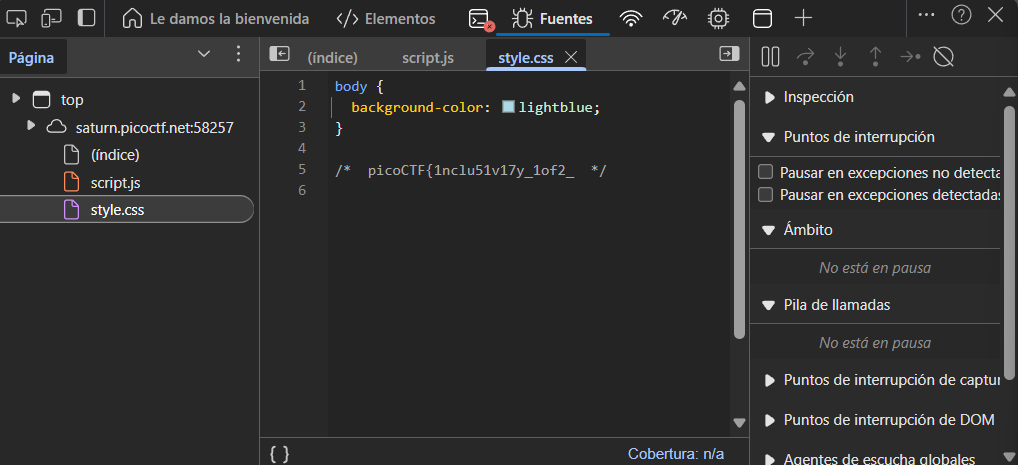 Le damos la bienvenida
Elementos
Fuentes
Página
top
saturn.picoctf.net:58257
(índice)
script.js
style.css
(índice)
script.js
style.css
1 body {
2 background-color: lightblue;
3 }
4
5 /* picoCTF{1nclu51v17y_1of2_ */
6
{ }
Cobertura: n/a
Inspección
Puntos de interrupción
Pausar en excepciones no detecta
Pausar en excepciones detectadas
Ámbito
No está en pausa
Pila de llamadas
No está en pausa
Puntos de interrupción de captur
Puntos de interrupción de DOM
Agentes de escucha globales